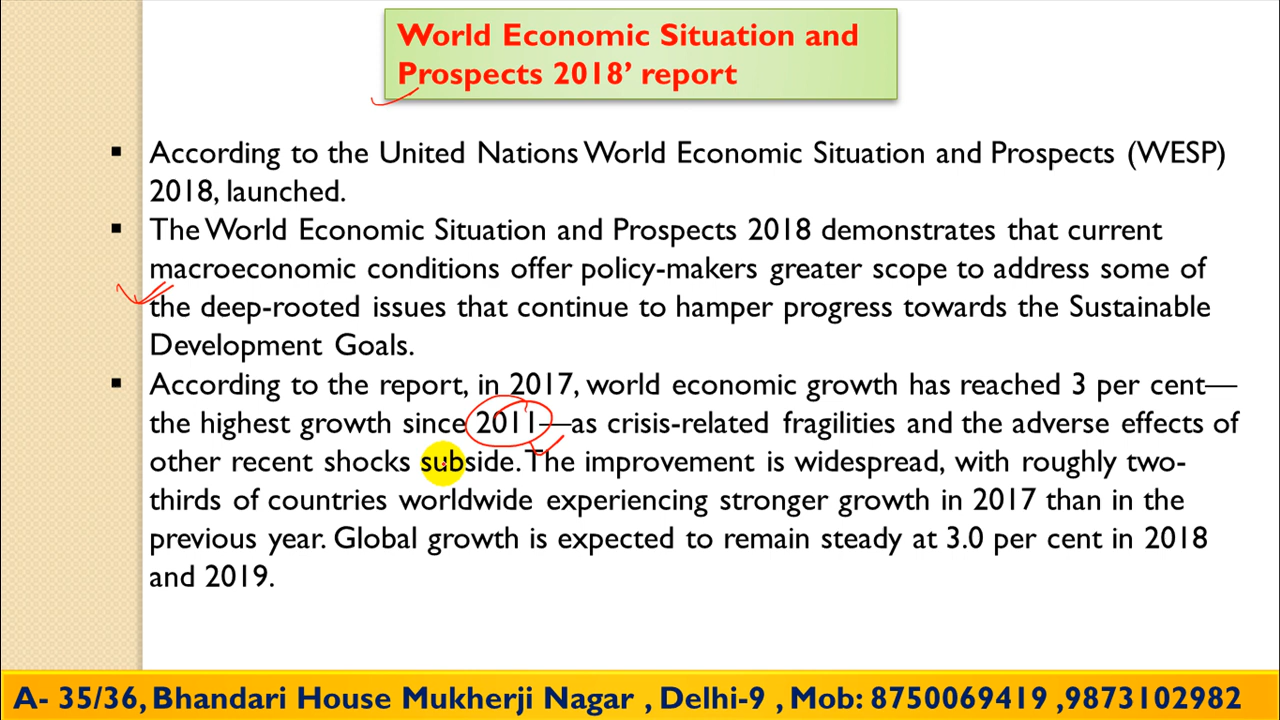 World Economic Situation and
Prospects 2018’ report
▪ According to the United Nations World Economic Situation and Prospects (WESP)
2018, launched.
▪ The World Economic Situation and Prospects 2018 demonstrates that current
macroeconomic conditions offer policy-makers greater scope to address some of
the deep-rooted issues that continue to hamper progress towards the Sustainable
Development Goals.
▪ According to the report, in 2017, world economic growth has reached 3 per cent—
the highest growth since 2011—as crisis-related fragilities and the adverse effects of
other recent shocks subside. The improvement is widespread, with roughly two-
thirds of countries worldwide experiencing stronger growth in 2017 than in the
previous year. Global growth is expected to remain steady at 3.0 per cent in 2018
and 2019.
A- 35/36, Bhandari House Mukherji Nagar , Delhi-9 , Mob: 8750069419 ,9873102982